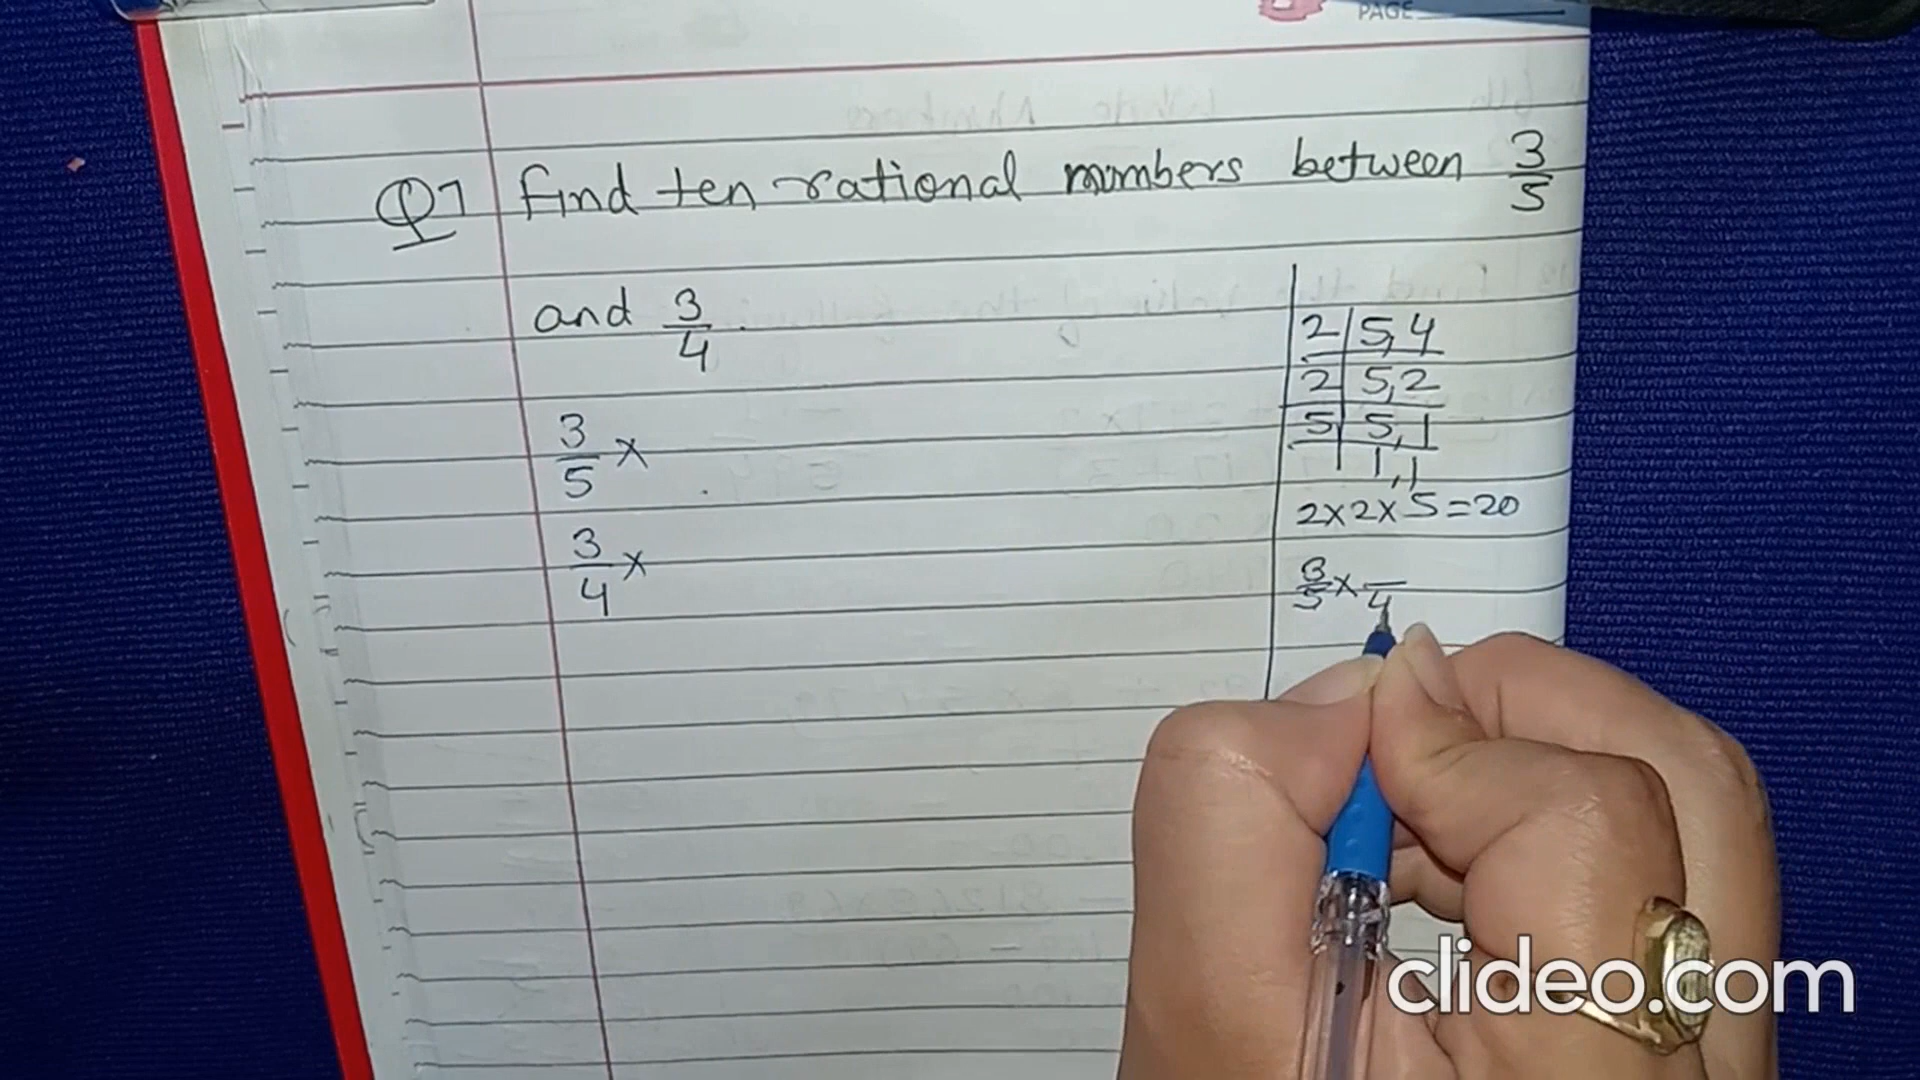 PAGE
Q1 Find ten rational numbers between 3/5
and 3/4.
3/5 ×
3/4 ×
2 | 5, 4
2 | 5, 2
5 | 5, 1
| 1, 1
2×2×5=20
3/5 × /4
clideo.com